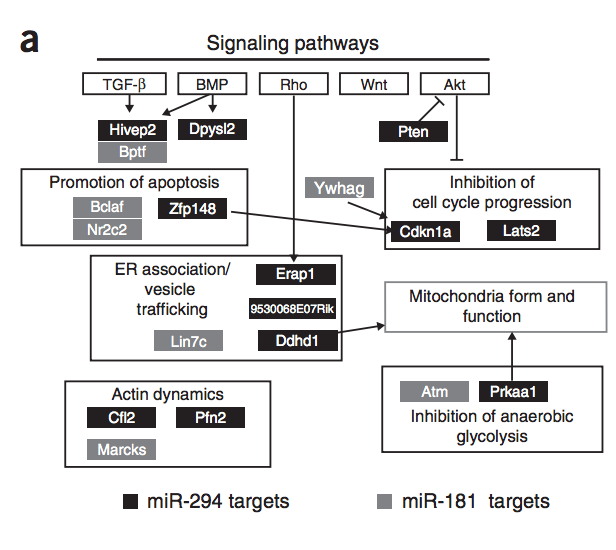 a
Signaling pathways
TGF-β
BMP
Rho
Wnt
Akt
Hivep2
Dpysl2
Pten
Bptf
Promotion of apoptosis
Bclaf
Zfp148
Nr2c2
Ywhag
Inhibition of
cell cycle progression
Cdkn1a
Lats2
ER association/
vesicle
trafficking
Erap1
9530068E07Rik
Lin7c
Ddhd1
Mitochondria form and
function
Actin dynamics
Cfl2
Pfn2
Marcks
Atm
Prkaa1
Inhibition of anaerobic
glycolysis
miR-294 targets
miR-181 targets